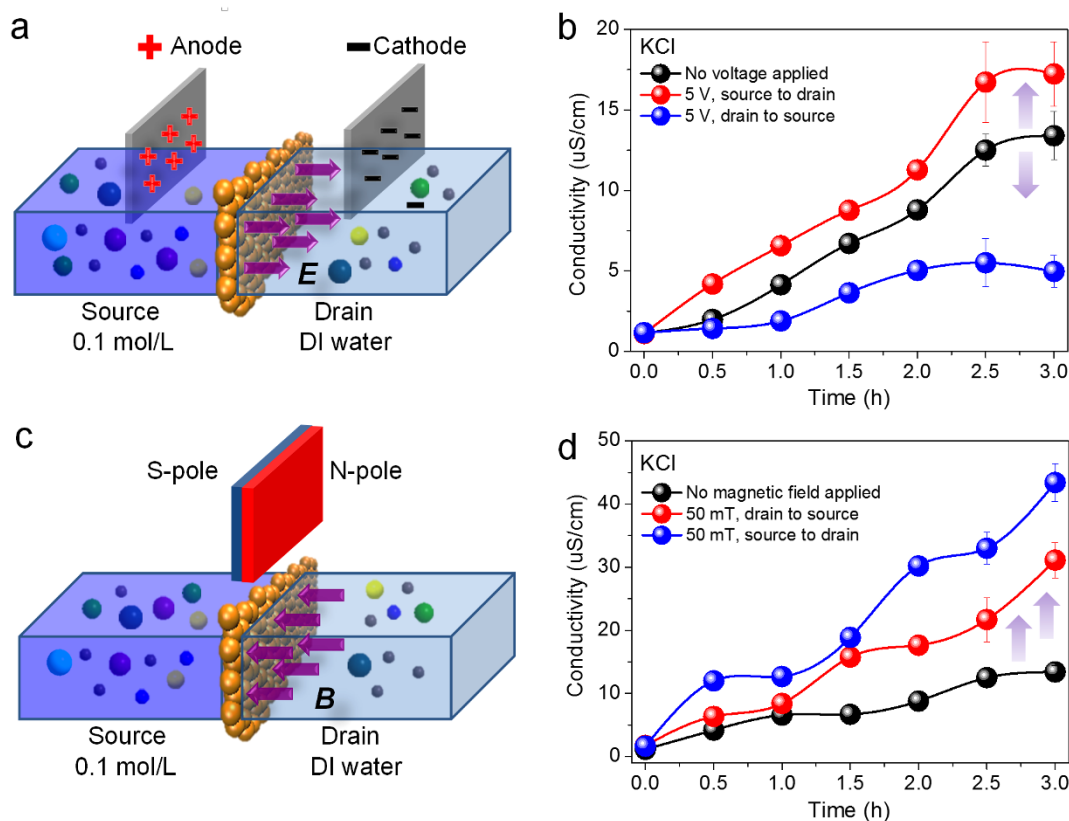 a
Anode
Cathode
E
Source
0.1 mol/L
Drain
DI water
b
KCl
No voltage applied
5 V, source to drain
5 V, drain to source
Conductivity (uS/cm)
20
15
10
5
0
0.0 0.5 1.0 1.5 2.0 2.5 3.0
Time (h)
c
S-pole
N-pole
B
Source
0.1 mol/L
Drain
DI water
d
KCl
No magnetic field applied
50 mT, drain to source
50 mT, source to drain
Conductivity (uS/cm)
50
40
30
20
10
0
0.0 0.5 1.0 1.5 2.0 2.5 3.0
Time (h)